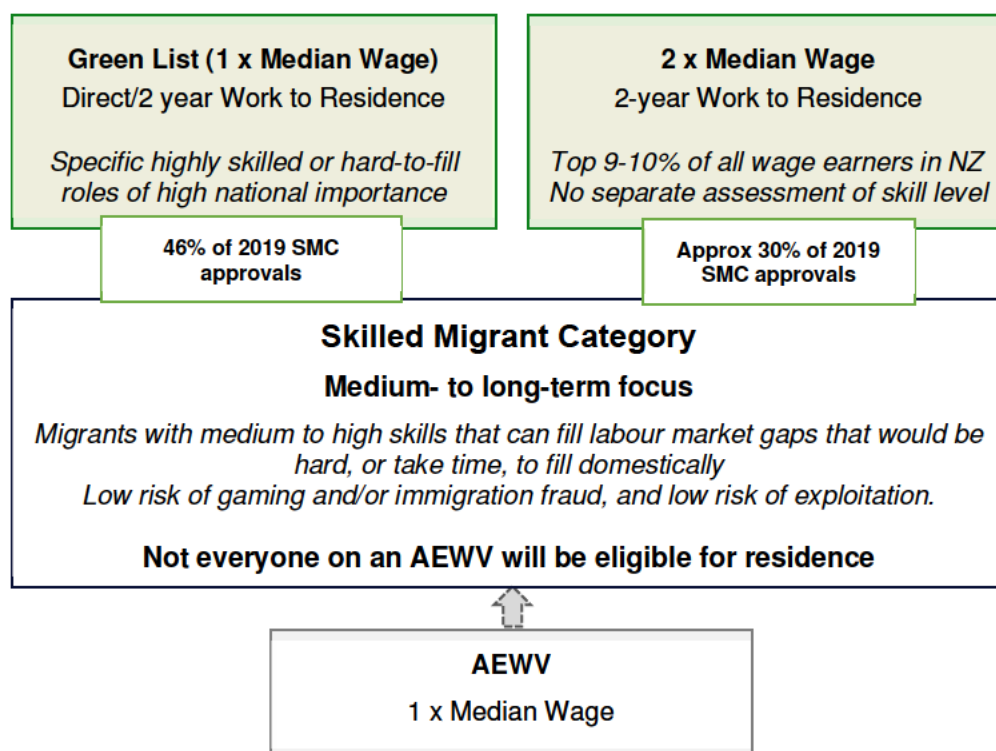 Green List (1 x Median Wage)
Direct/2 year Work to Residence
Specific highly skilled or hard-to-fill
roles of high national importance
46% of 2019 SMC
approvals
2 x Median Wage
2-year Work to Residence
Top 9-10% of all wage earners in NZ
No separate assessment of skill level
Approx 30% of 2019
SMC approvals
Skilled Migrant Category
Medium- to long-term focus
Migrants with medium to high skills that can fill labour market gaps that would be
hard, or take time, to fill domestically
Low risk of gaming and/or immigration fraud, and low risk of exploitation.
Not everyone on an AEWV will be eligible for residence
AEWV
1 x Median Wage